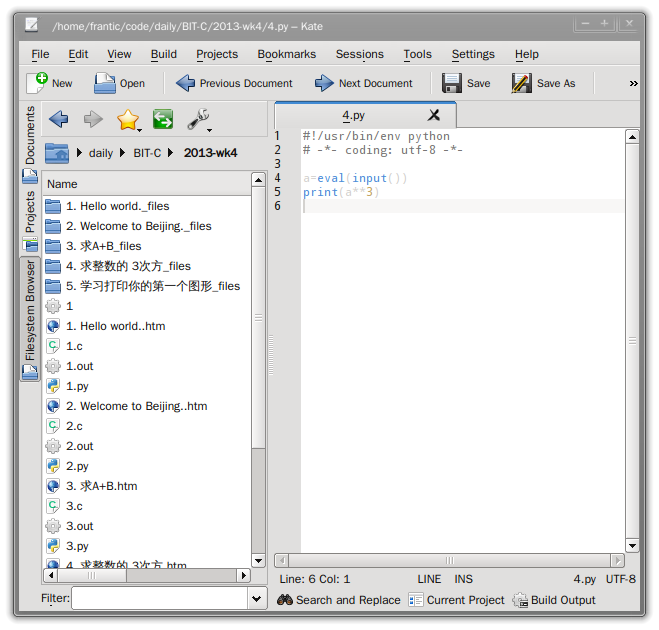 /home/frantic/code/daily/BIT-C/2013-wk4/4.py – Kate
File Edit View Build Projects Bookmarks Sessions Tools Settings Help
New Open Previous Document Next Document Save Save As »
Documents
Projects
Filesystem Browser
daily BIT-C 2013-wk4
Name
1. Hello world._files
2. Welcome to Beijing._files
3. 求A+B_files
4. 求整数的 3次方_files
5. 学习打印你的第一个图形_files
1
1. Hello world..htm
1.c
1.out
1.py
2. Welcome to Beijing..htm
2.c
2.out
2.py
3. 求A+B.htm
3.c
3.out
3.py
4. 求整数的 3次方.htm
Filter:
4.py
1 #!/usr/bin/env python
2 # -*- coding: utf-8 -*-
3
4 a=eval(input())
5 print(a**3)
6
Line: 6 Col: 1 LINE INS 4.py UTF-8
Search and Replace Current Project Build Output